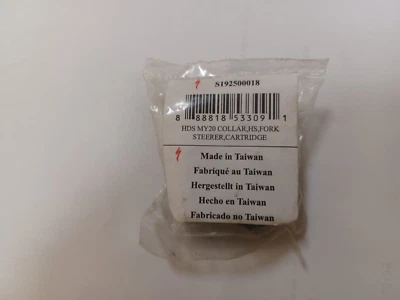 S192500018
8 88818 53309 1
HDS MY20 COLLAR,HS,FORK
STEERER,CARTRIDGE
Made in Taiwan
Fabriqué au Taiwan
Hergestellt in Taiwan
Hecho en Taiwan
Fabricado no Taiwan